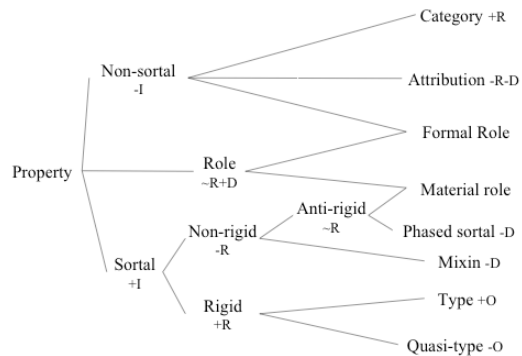 Category +R
Non-sortal
-I
Attribution -R-D
Formal Role
Property
Role
~R+D
Material role
Anti-rigid
~R
Non-rigid
-R
Phased sortal -D
Sortal
+I
Mixin -D
Rigid
+R
Type +O
Quasi-type -O